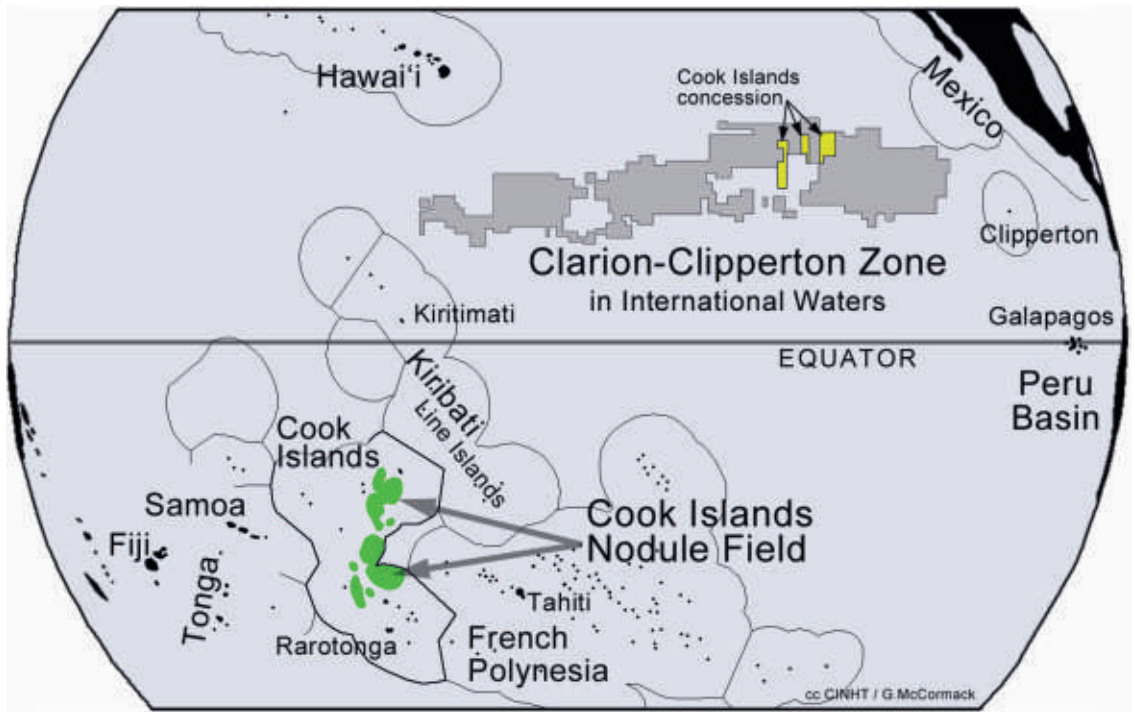 Hawai‘i
Cook Islands
concession
Mexico
Clipperton
Clarion-Clipperton Zone
in International Waters
Kiritimati
Galapagos
EQUATOR
Peru
Basin
Kiribati
Line Islands
Cook
Islands
Samoa
Fiji
Tonga
Cook Islands
Nodule Field
Tahiti
Rarotonga
French
Polynesia
cc CINHT / G McCormack